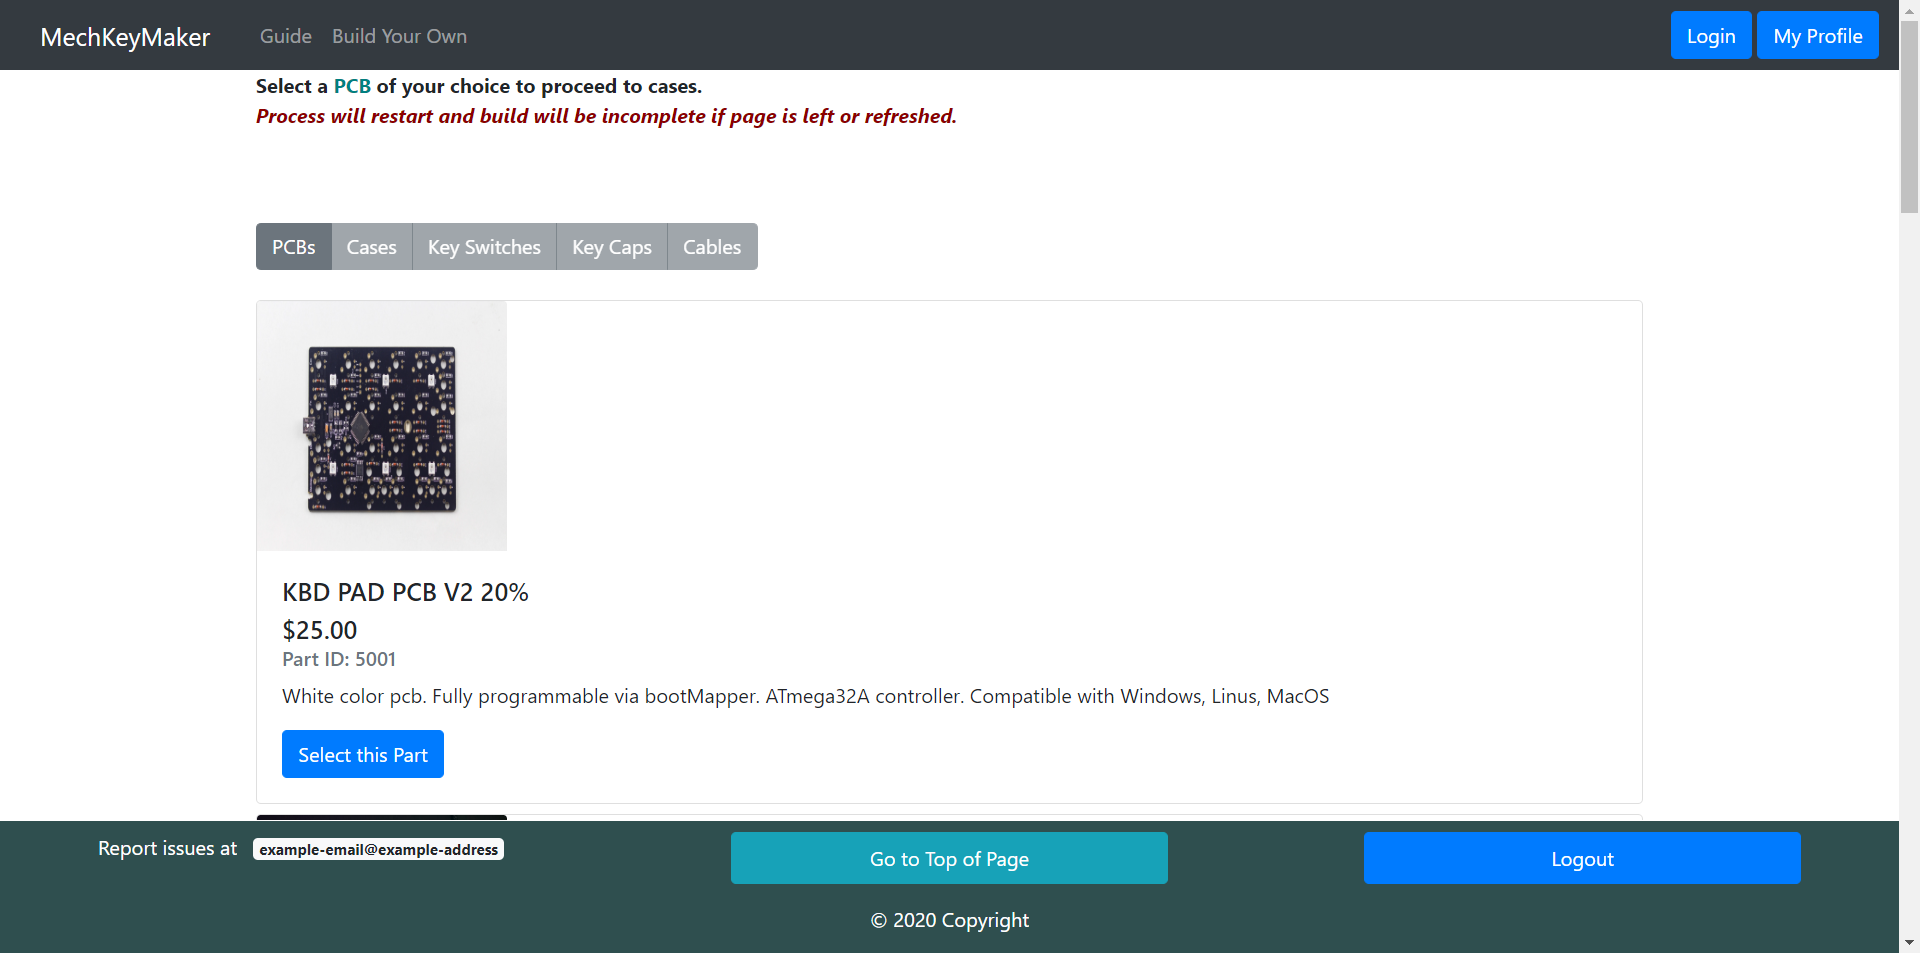 MechKeyMaker Guide Build Your Own Login My Profile
Select a PCB of your choice to proceed to cases.
Process will restart and build will be incomplete if page is left or refreshed.
PCBs Cases Key Switches Key Caps Cables
KBD PAD PCB V2 20%
$25.00
Part ID: 5001
White color pcb. Fully programmable via bootMapper. ATmega32A controller. Compatible with Windows, Linus, MacOS
Select this Part
Report issues at example-email@example-address Go to Top of Page Logout
© 2020 Copyright